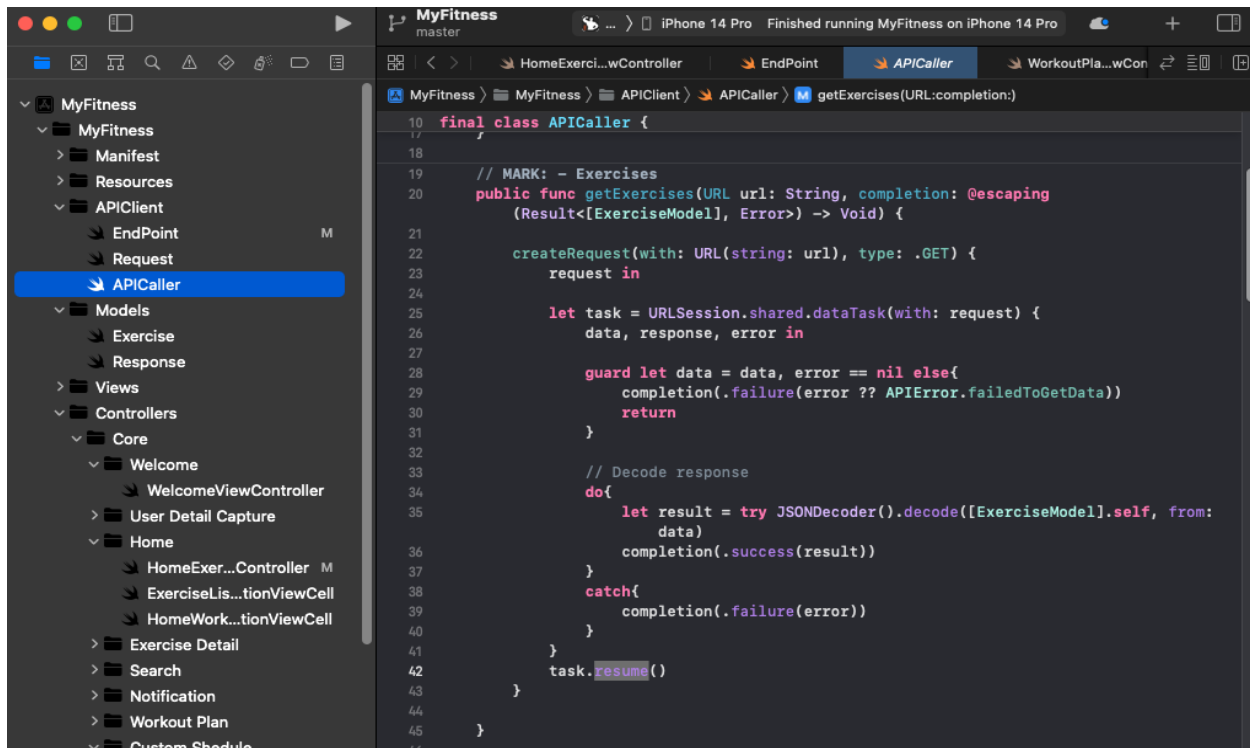 MyFitness
master
... 〉 iPhone 14 Pro Finished running MyFitness on iPhone 14 Pro
HomeExerci...wController
EndPoint
APICaller
WorkoutPla...wCon
MyFitness 〉 MyFitness 〉 APIClient 〉 APICaller 〉 M getExercises(URL:completion:)
MyFitness
MyFitness
Manifest
Resources
APIClient
EndPoint M
Request
APICaller
Models
Exercise
Response
Views
Controllers
Core
Welcome
WelcomeViewController
User Detail Capture
Home
HomeExer...Controller M
ExerciseLis...tionViewCell
HomeWork...tionViewCell
Exercise Detail
Search
Notification
Workout Plan
Custom Shedule
10 final class APICaller {
17 }
18
19 // MARK: - Exercises
20 public func getExercises(URL url: String, completion: @escaping
(Result<[ExerciseModel], Error>) -> Void) {
21
22 createRequest(with: URL(string: url), type: .GET) {
23 request in
24
25 let task = URLSession.shared.dataTask(with: request) {
26 data, response, error in
27
28 guard let data = data, error == nil else{
29 completion(.failure(error ?? APIError.failedToGetData))
30 return
31 }
32
33 // Decode response
34 do{
35 let result = try JSONDecoder().decode([ExerciseModel].self, from:
data)
36 completion(.success(result))
37 }
38 catch{
39 completion(.failure(error))
40 }
41 }
42 task.resume()
43 }
44
45 }